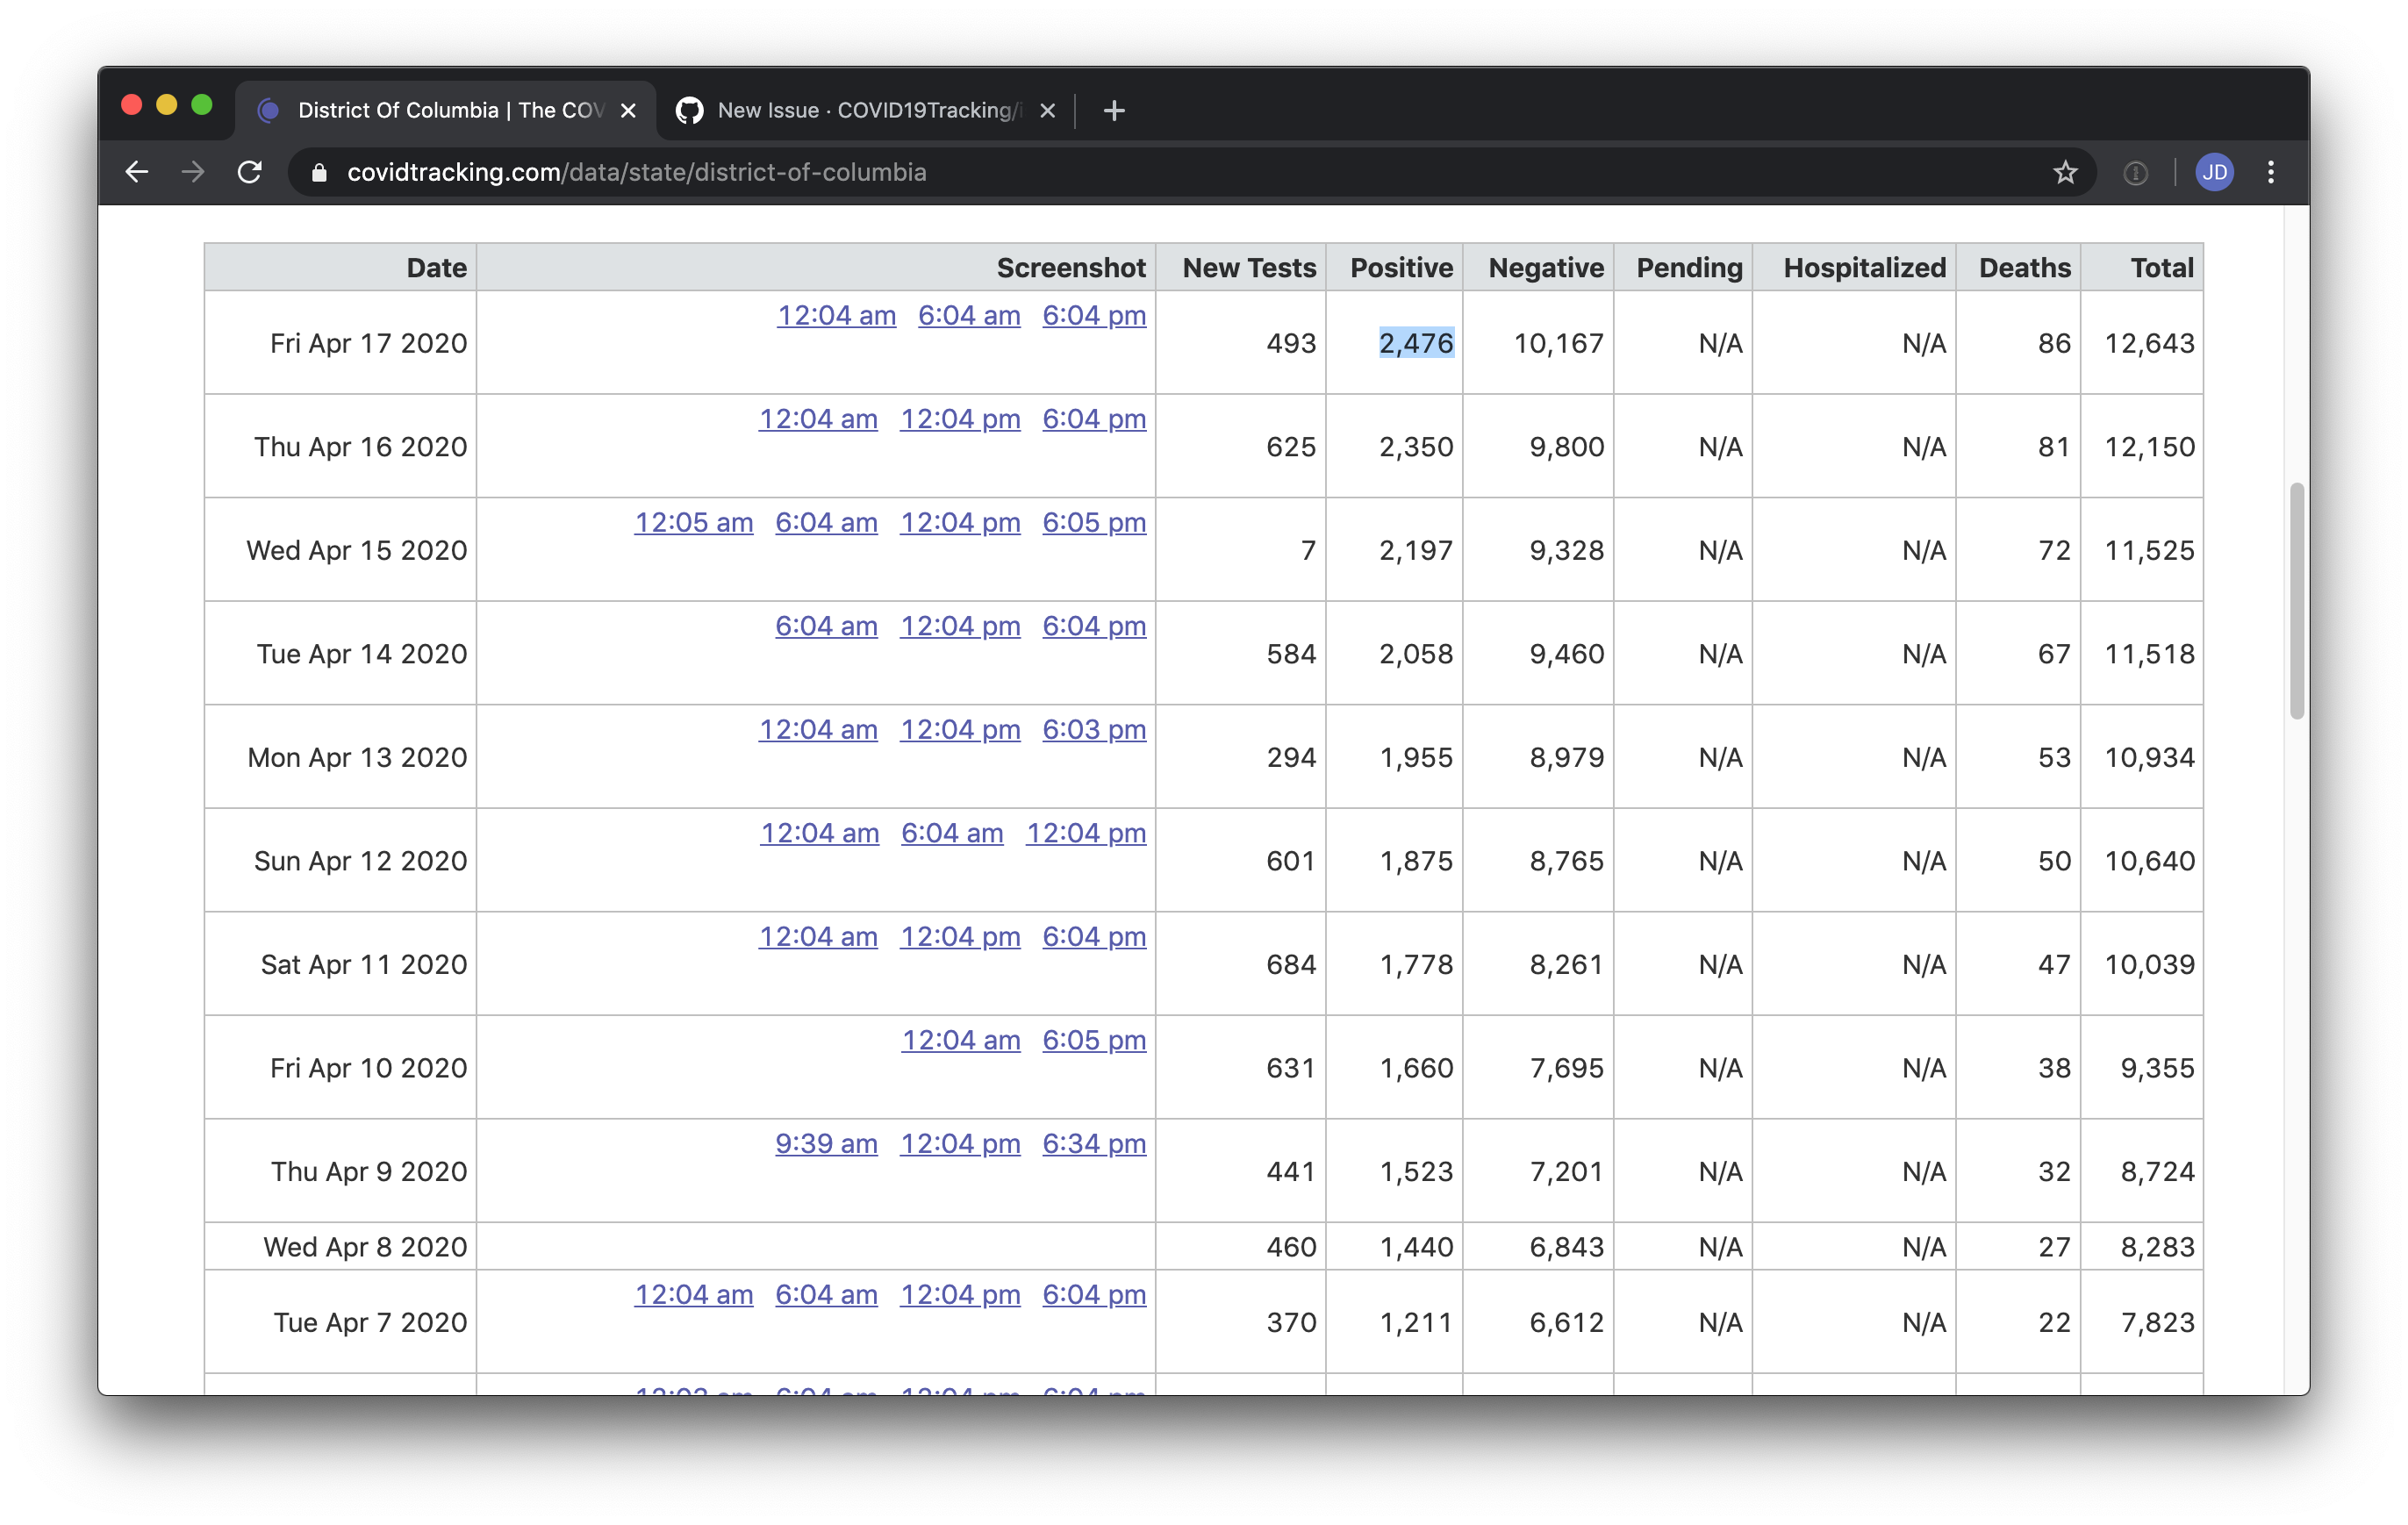 District Of Columbia | The COV
New Issue · COVID19Tracking/i
covidtracking.com/data/state/district-of-columbia
JD
Date Screenshot New Tests Positive Negative Pending Hospitalized Deaths Total
12:04 am 6:04 am 6:04 pm
Fri Apr 17 2020 493 2,476 10,167 N/A N/A 86 12,643
12:04 am 12:04 pm 6:04 pm
Thu Apr 16 2020 625 2,350 9,800 N/A N/A 81 12,150
12:05 am 6:04 am 12:04 pm 6:05 pm
Wed Apr 15 2020 7 2,197 9,328 N/A N/A 72 11,525
6:04 am 12:04 pm 6:04 pm
Tue Apr 14 2020 584 2,058 9,460 N/A N/A 67 11,518
12:04 am 12:04 pm 6:03 pm
Mon Apr 13 2020 294 1,955 8,979 N/A N/A 53 10,934
12:04 am 6:04 am 12:04 pm
Sun Apr 12 2020 601 1,875 8,765 N/A N/A 50 10,640
12:04 am 12:04 pm 6:04 pm
Sat Apr 11 2020 684 1,778 8,261 N/A N/A 47 10,039
12:04 am 6:05 pm
Fri Apr 10 2020 631 1,660 7,695 N/A N/A 38 9,355
9:39 am 12:04 pm 6:34 pm
Thu Apr 9 2020 441 1,523 7,201 N/A N/A 32 8,724
Wed Apr 8 2020 460 1,440 6,843 N/A N/A 27 8,283
12:04 am 6:04 am 12:04 pm 6:04 pm
Tue Apr 7 2020 370 1,211 6,612 N/A N/A 22 7,823